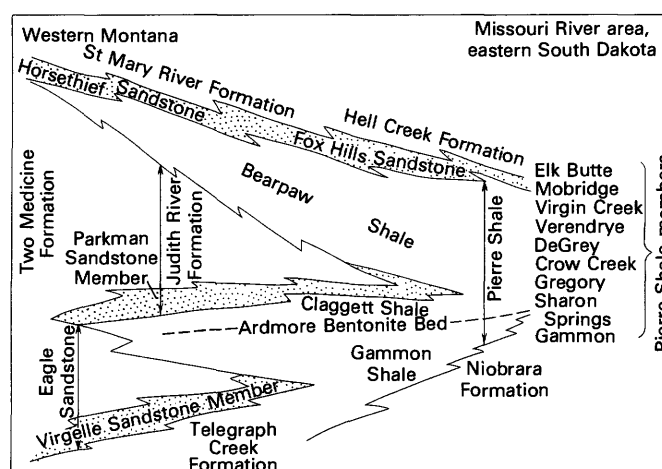 Western Montana
Missouri River area,
eastern South Dakota
St Mary River Formation
Horsethief Sandstone
Hell Creek Formation
Fox Hills Sandstone
Two Medicine
Formation
Bearpaw
Shale
Judith River
Formation
Parkman
Sandstone
Member
Claggett Shale
Ardmore Bentonite Bed
Pierre Shale
Elk Butte
Mobridge
Virgin Creek
Verendrye
DeGrey
Crow Creek
Gregory
Sharon
Springs
Gammon
Pierre Shale members
Eagle
Sandstone
Gammon
Shale
Niobrara
Formation
Virgelle Sandstone Member
Telegraph
Creek
Formation